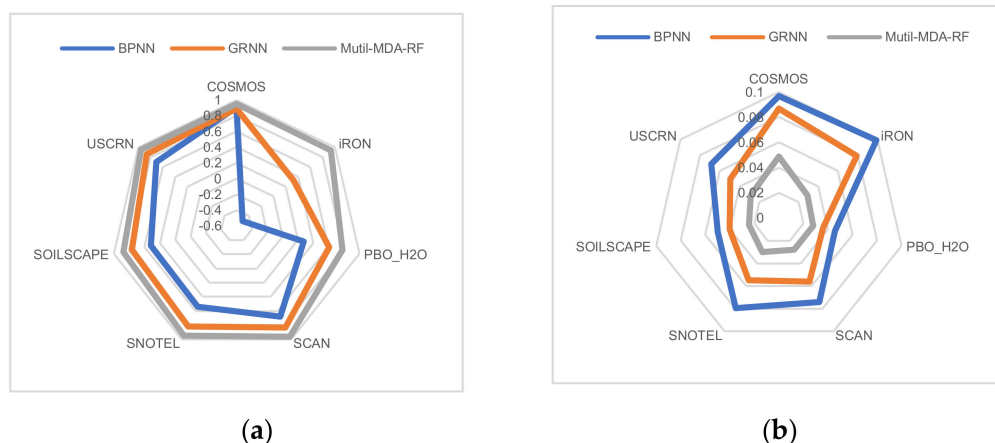 BPNN GRNN Mutil-MDA-RF
COSMOS
1
0.8
0.6
0.4
0.2
0
-0.2
-0.4
-0.6
iRON
PBO_H2O
SCAN
SNOTEL
SOILSCAPE
USCRN
(a)
BPNN GRNN Mutil-MDA-RF
COSMOS
0.1
0.08
0.06
0.04
0.02
0
iRON
PBO_H2O
SCAN
SNOTEL
SOILSCAPE
USCRN
(b)